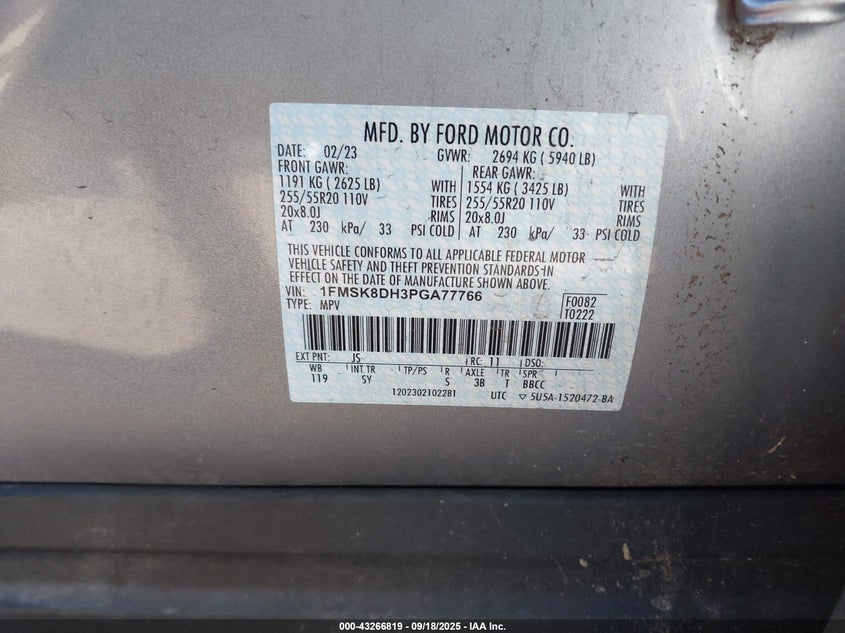 MFD. BY FORD MOTOR CO.
DATE: 02/23 GVWR: 2694 KG ( 5940 LB)
FRONT GAWR: REAR GAWR:
1191 KG ( 2625 LB) WITH 1554 KG ( 3425 LB) WITH
255/55R20 110V TIRES 255/55R20 110V TIRES
20x8.0J RIMS 20x8.0J RIMS
AT 230 kPa/ 33 PSI COLD AT 230 kPa/ 33 PSI COLD
THIS VEHICLE CONFORMS TO ALL APPLICABLE FEDERAL MOTOR
VEHICLE SAFETY AND THEFT PREVENTION STANDARDS IN
EFFECT ON THE DATE OF MANUFACTURE SHOWN ABOVE.
VIN: 1FMSK8DH3PGA77766 F0082
TYPE: MPV T0222
EXT PNT: JS RC: 11 DSO:
WB INT TR TP/PS R AXLE TR SPR
119 SY S 3B T BBCC
1202302102281 UTC ▽ 5U5A-1520472-BA
000-43266819 / 09/18/2025 - IAA Inc.